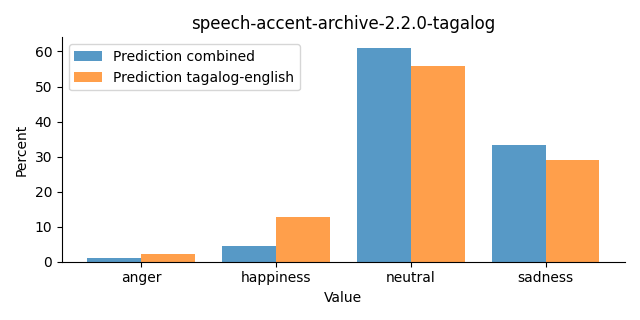 speech-accent-archive-2.2.0-tagalog
Prediction combined
Prediction tagalog-english
Percent
60
50
40
30
20
10
0
anger happiness neutral sadness
Value